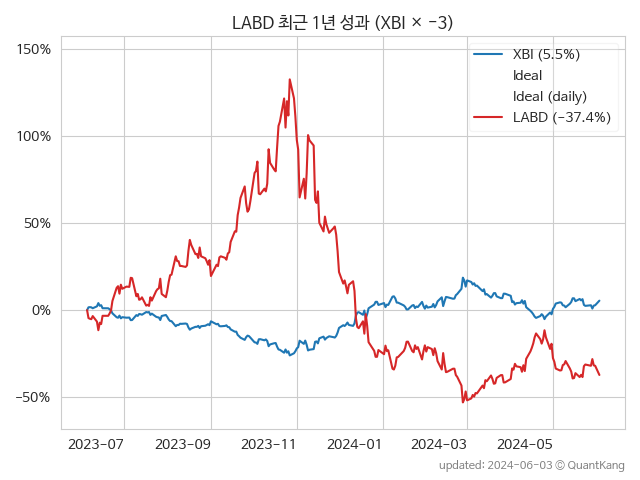 LABD 최근 1년 성과 (XBI × −3)
150%
100%
50%
0%
−50%
XBI (5.5%)
Ideal
Ideal (daily)
LABD (−37.4%)
2023-07
2023-09
2023-11
2024-01
2024-03
2024-05
updated: 2024-06-03 © QuantKang